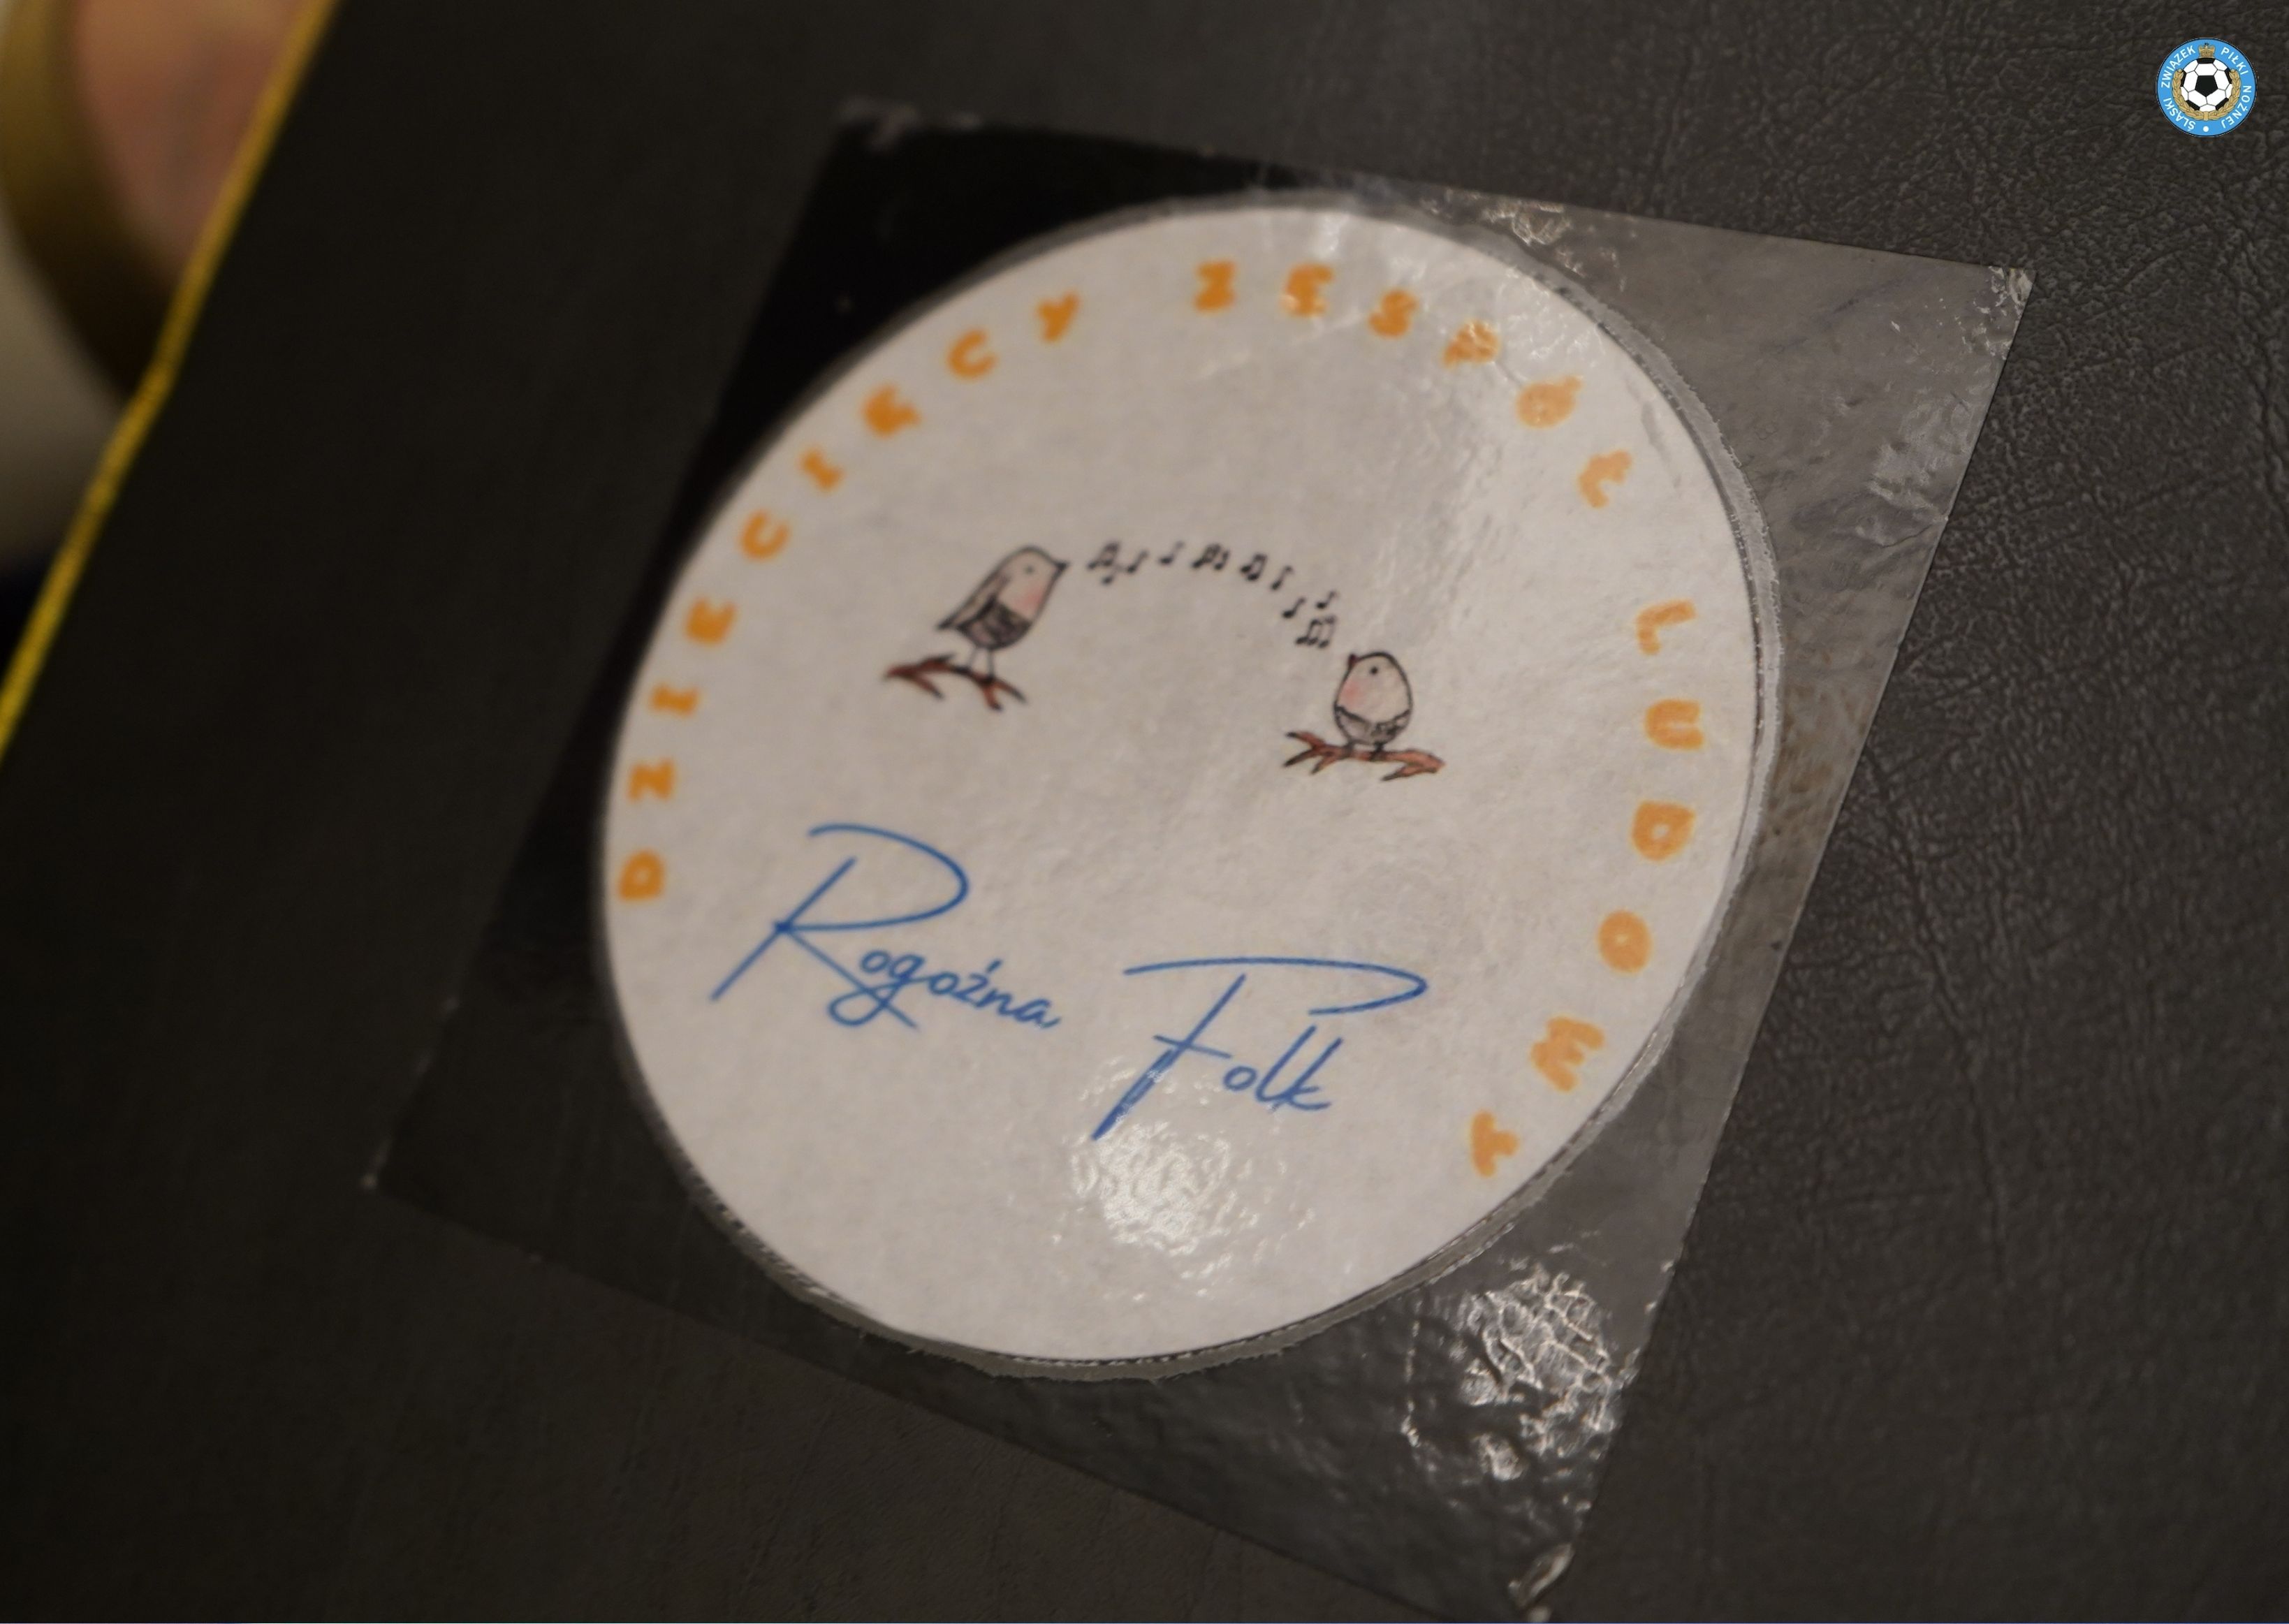 ŚLĄSKI ZWIĄZEK PIŁKI NOŻNEJ
DZIECIĘCY ZESPÓŁ LUDOWY
Rogoźna Folk